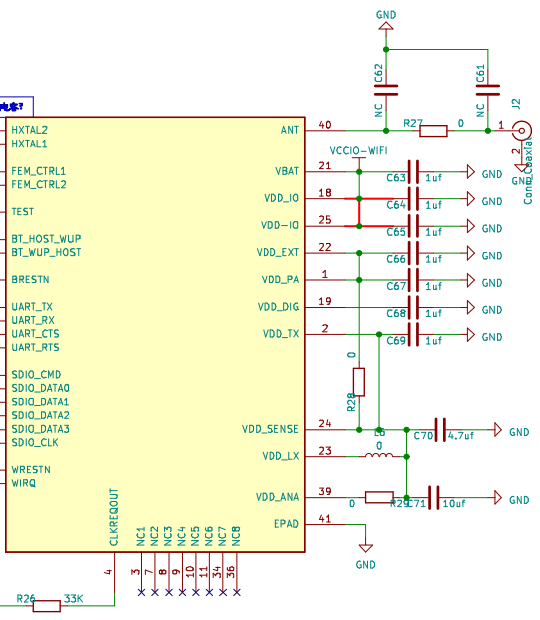 GND
C62
C61
NC
NC
J2
R27
0
1
2
GND
Conn_Coaxial
HXTAL2
HXTAL1
FEM_CTRL1
FEM_CTRL2
TEST
BT_HOST_WUP
BT_WUP_HOST
BRESTN
UART_TX
UART_RX
UART_CTS
UART_RTS
SDIO_CMD
SDIO_DATA0
SDIO_DATA1
SDIO_DATA2
SDIO_DATA3
SDIO_CLK
WRESTN
WIRQ
ANT 40
VCCIO-WIFI
VBAT 21 C63 1uf GND
VDD_IO 18 C64 1uf GND
VDD-IO 25 C65 1uf GND
VDD_EXT 22 C66 1uf GND
VDD_PA 1 C67 1uf GND
VDD_DIG 19 C68 1uf GND
VDD_TX 2 C69 1uf GND
0
R28
VDD_SENSE 24 C70 4.7uf GND
VDD_LX 23 0
VDD_ANA 39 0 R29 C71 10uf GND
EPAD 41
GND
CLKREQOUT
NC1
NC2
NC3
NC4
NC5
NC6
NC7
NC8
4
3
7
8
9
10
11
34
36
R26 33K